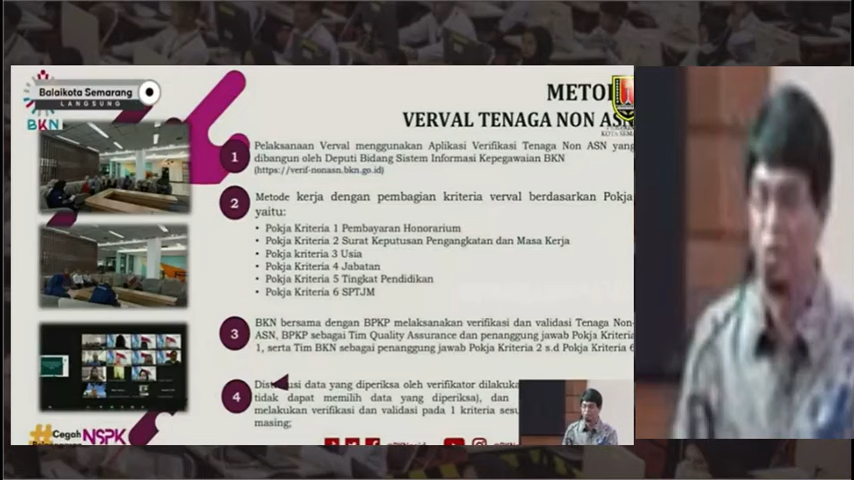 Balaikota Semarang
LANGSUNG
BKN
VERVAL TENAGA NON ASN
1
Pelaksanaan Verval menggunakan Aplikasi Verifikasi Tenaga Non ASN yang
dibangun oleh Deputi Bidang Sistem Informasi Kepegawaian BKN
(https://verif-nonasn.bkn.go.id)
2
Metode kerja dengan pembagian kriteria verval berdasarkan Pokja
yaitu:
• Pokja Kriteria 1 Pembayaran Honorarium
• Pokja Kriteria 2 Surat Keputusan Pengangkatan dan Masa Kerja
• Pokja kriteria 3 Usia
• Pokja Kriteria 4 Jabatan
• Pokja Kriteria 5 Tingkat Pendidikan
• Pokja Kriteria 6 SPTJM
3
BKN bersama dengan BPKP melaksanakan verifikasi dan validasi Tenaga Non-
ASN, BPKP sebagai Tim Quality Assurance dan penanggung jawab Pokja Kriteria
1, serta Tim BKN sebagai penanggung jawab Pokja Kriteria 2 s.d Pokja Kriteria 6
4
data yang diperiksa oleh verifikator
tidak dapat memilih data yang diperiksa), dan
melakukan verifikasi dan validasi pada 1 kriteria
masing;
#Cegah
NSPK